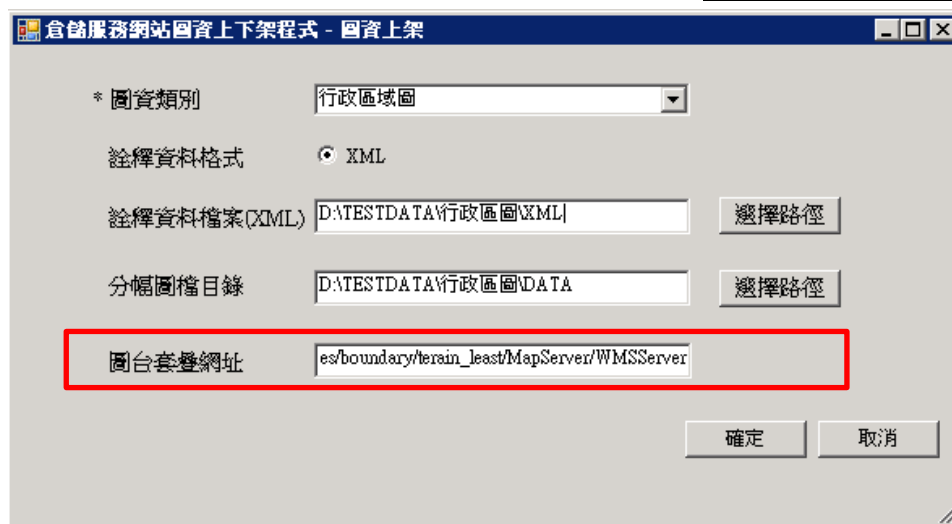 倉儲服務網站圖資上下架程式 - 圖資上架
* 圖資類別 行政區域圖
詮釋資料格式 XML
詮釋資料檔案(XML) D:\TESTDATA\行政區圖\XML 選擇路徑
分幅圖檔目錄 D:\TESTDATA\行政區圖\DATA 選擇路徑
圖台套疊網址 es/boundary/terain_least/MapServer/WMSServer
確定 取消